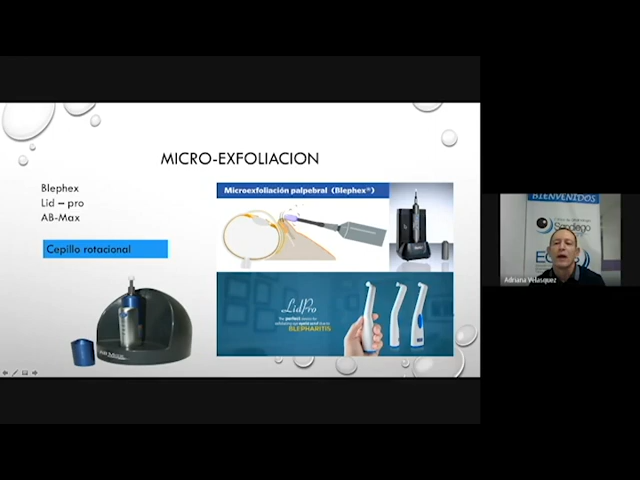 MICRO-EXFOLIACION
Blephex
Lid – pro
AB-Max
Cepillo rotacional
Microexfoliación palpebral (Blephex®)
LidPro
BLEPHARITIS
BIENVENIDOS
Adriana Velasquez